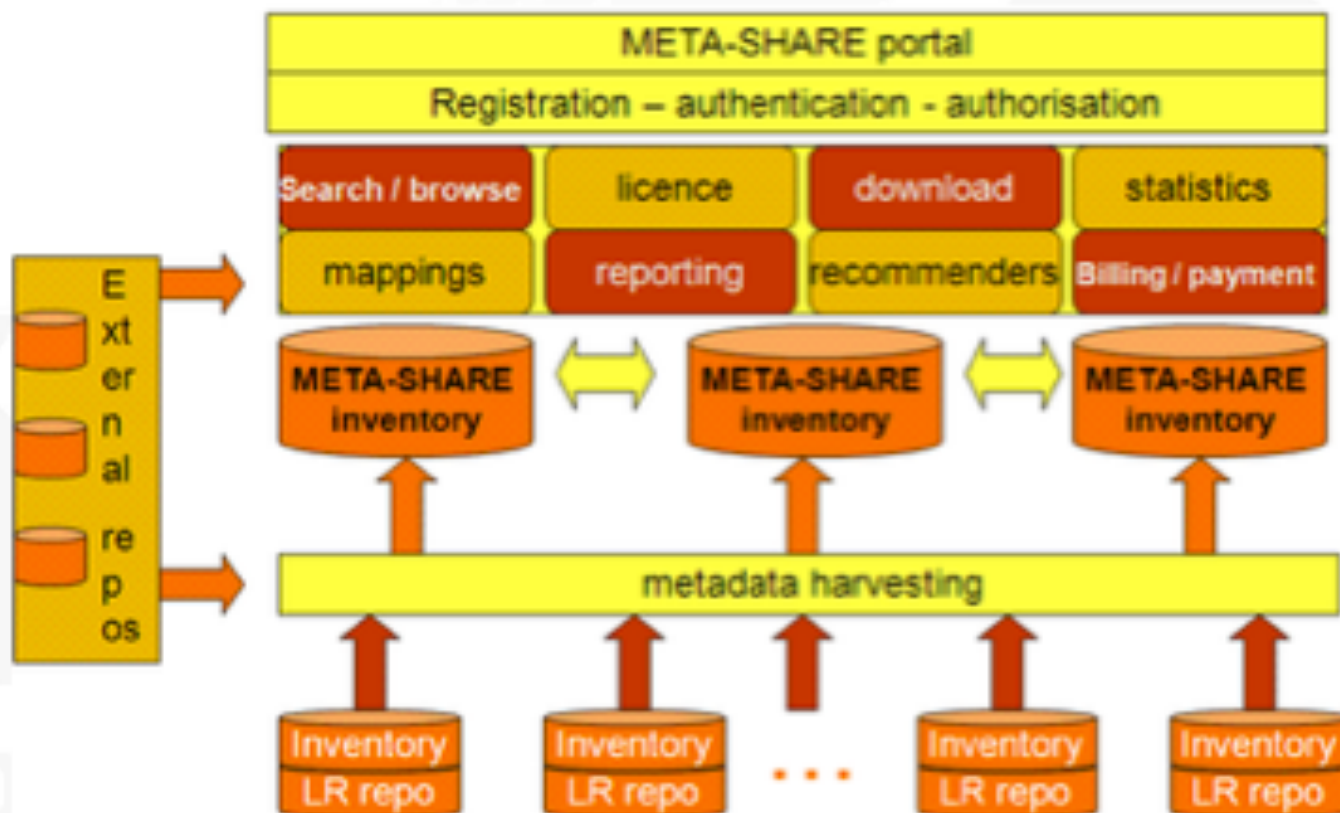 META-SHARE portal
Registration – authentication - authorisation
Search / browse
licence
download
statistics
mappings
reporting
recommenders
Billing / payment
E
xt
er
n
al
re
p
os
META-SHARE
inventory
META-SHARE
inventory
META-SHARE
inventory
metadata harvesting
Inventory
LR repo
Inventory
LR repo
. . .
Inventory
LR repo
Inventory
LR repo